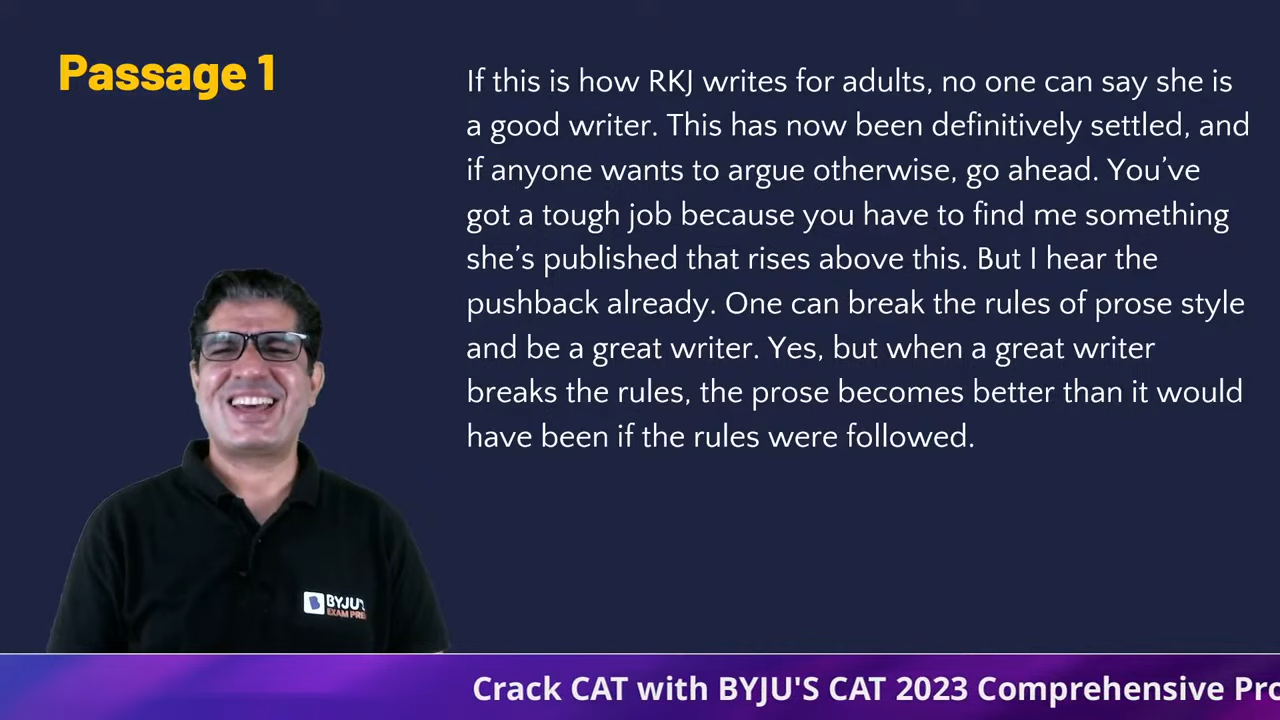 Passage 1
If this is how RKJ writes for adults, no one can say she is
a good writer. This has now been definitively settled, and
if anyone wants to argue otherwise, go ahead. You’ve
got a tough job because you have to find me something
she’s published that rises above this. But I hear the
pushback already. One can break the rules of prose style
and be a great writer. Yes, but when a great writer
breaks the rules, the prose becomes better than it would
have been if the rules were followed.
BYJU'S
EXAM PREP
Crack CAT with BYJU'S CAT 2023 Comprehensive Pro